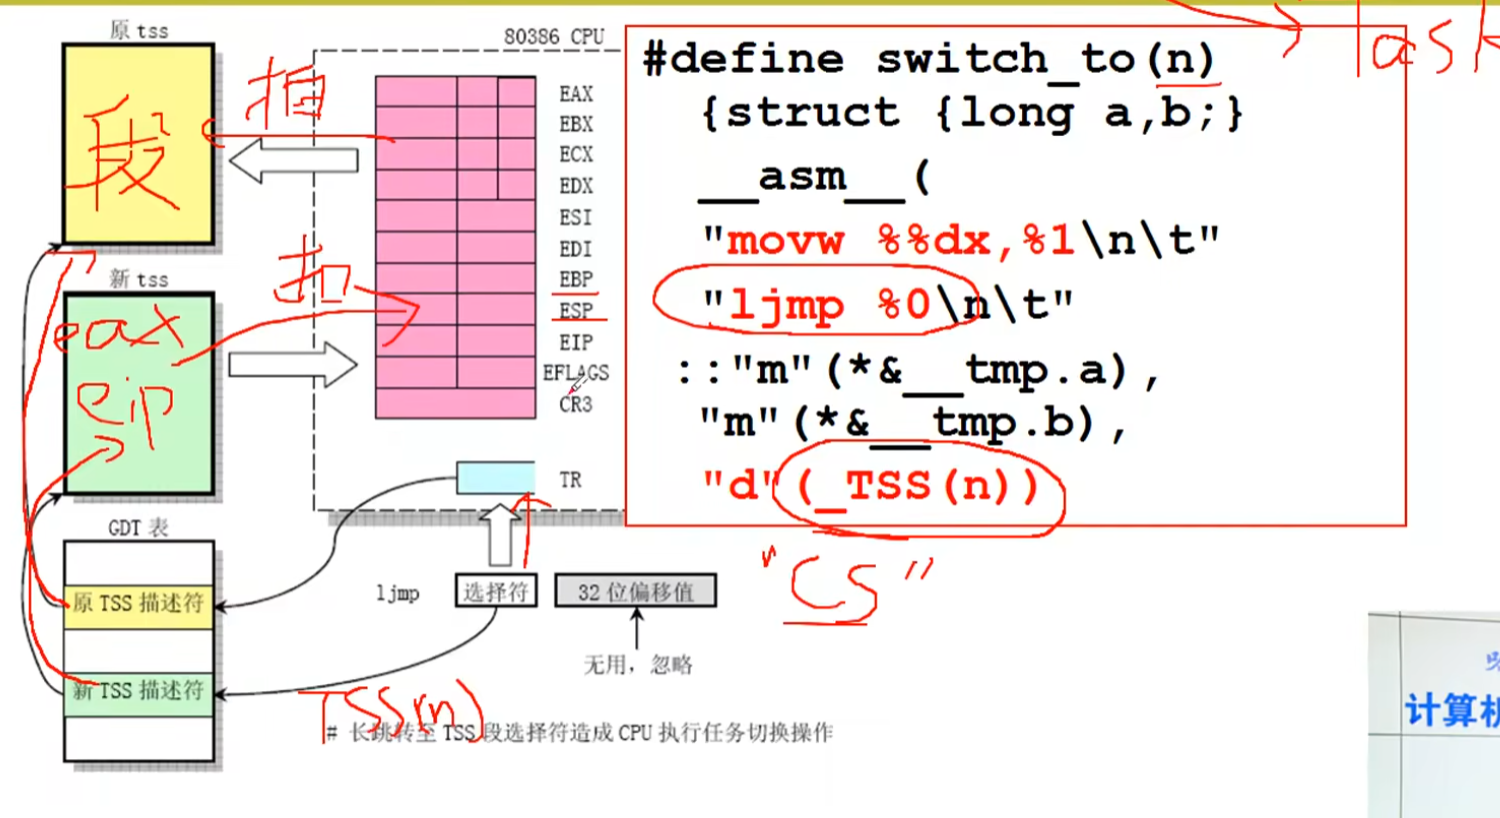 原 tss
段
拍
80386 CPU
EAX
EBX
ECX
EDX
ESI
EDI
EBP
ESP
EIP
EFLAGS
CR3
TR
新 tss
扣
eax
eip
GDT 表
原 TSS 描述符
新 TSS 描述符
ljmp
选择符
32 位偏移值
无用，忽略
TSS(n)
# 长跳转至 TSS 段选择符造成 CPU 执行任务切换操作
Task
#define switch_to(n)
{struct {long a,b;}
__asm__(
"movw %%dx,%1\n\t"
"ljmp %0\n\t"
::"m"(*&__tmp.a),
"m"(*&__tmp.b),
"d"(_TSS(n))
"CS"
计算机